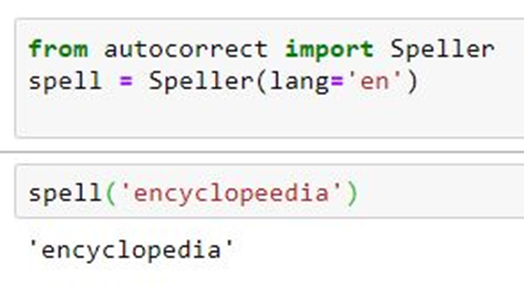 from autocorrect import Speller
spell = Speller(lang='en')
spell('encyclopeedia')
'encyclopedia'